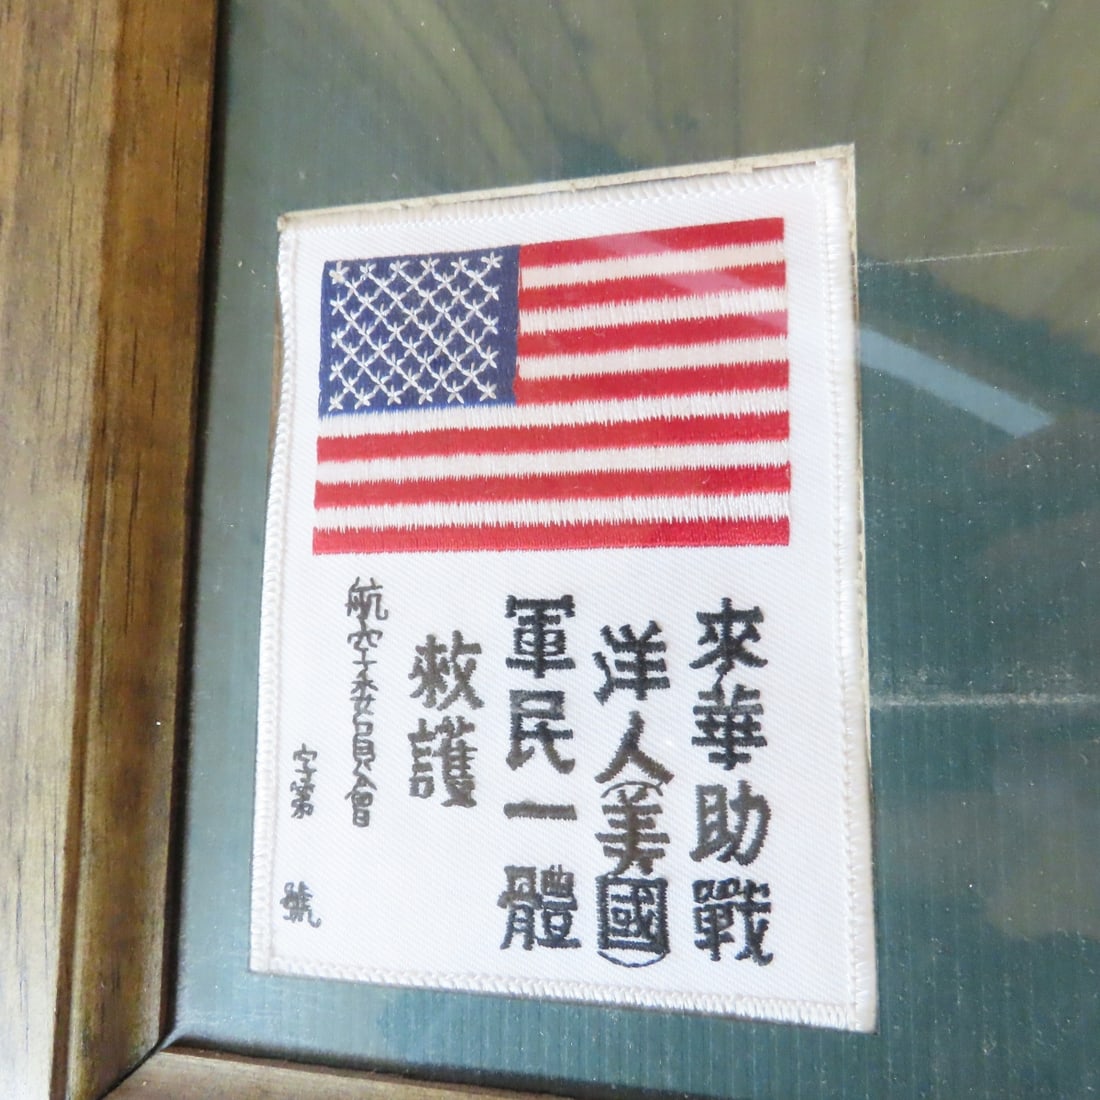 來華助戰
洋人(美國)
軍民一體
救護
航空委員會
字第 號